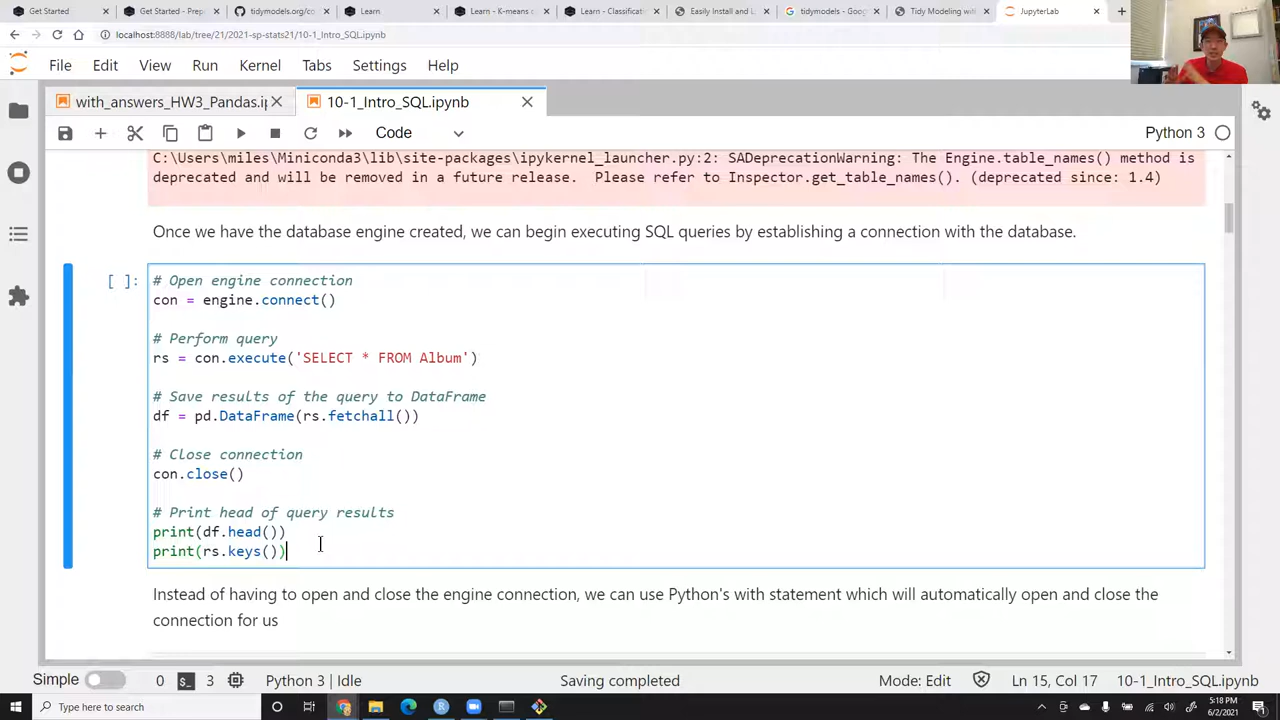 Get Started
Get Started - Prepa
tidymodels.org/co
Learn
Learn - K-means c
Learn - Classificat
Easily Install and L
tidymodels - Goog
Tidy Modeling wi
JupyterLab
localhost:8888/lab/tree/21/2021-sp-stats21/10-1_Intro_SQL.ipynb
File Edit View Run Kernel Tabs Settings Help
with_answers_HW3_Pandas.i
10-1_Intro_SQL.ipynb
Code
Python 3
C:\Users\miles\Miniconda3\lib\site-packages\ipykernel_launcher.py:2: SADeprecationWarning: The Engine.table_names() method is
deprecated and will be removed in a future release.  Please refer to Inspector.get_table_names(). (deprecated since: 1.4)
Once we have the database engine created, we can begin executing SQL queries by establishing a connection with the database.
[ ]:
# Open engine connection
con = engine.connect()
# Perform query
rs = con.execute('SELECT * FROM Album')
# Save results of the query to DataFrame
df = pd.DataFrame(rs.fetchall())
# Close connection
con.close()
# Print head of query results
print(df.head())
print(rs.keys())
Instead of having to open and close the engine connection, we can use Python's with statement which will automatically open and close the
connection for us
Simple 0 3 Python 3 | Idle Saving completed Mode: Edit Ln 15, Col 17 10-1_Intro_SQL.ipynb
Type here to search
5:18 PM
6/2/2021